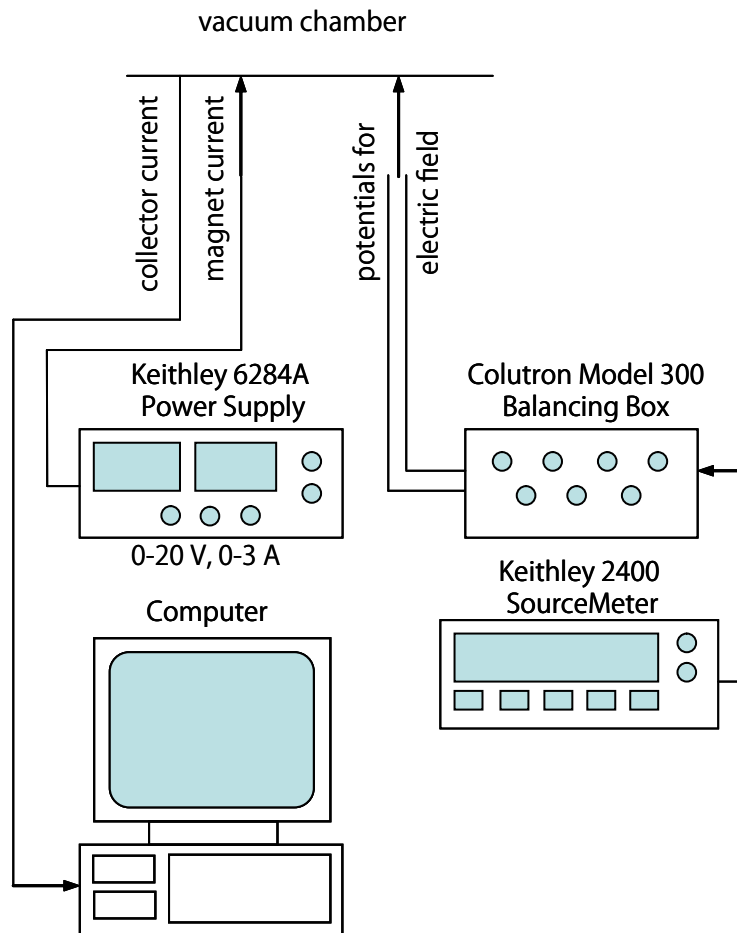 vacuum chamber
collector current
magnet current
potentials for
electric field
Keithley 6284A
Power Supply
Colutron Model 300
Balancing Box
0-20 V, 0-3 A
Keithley 2400
SourceMeter
Computer